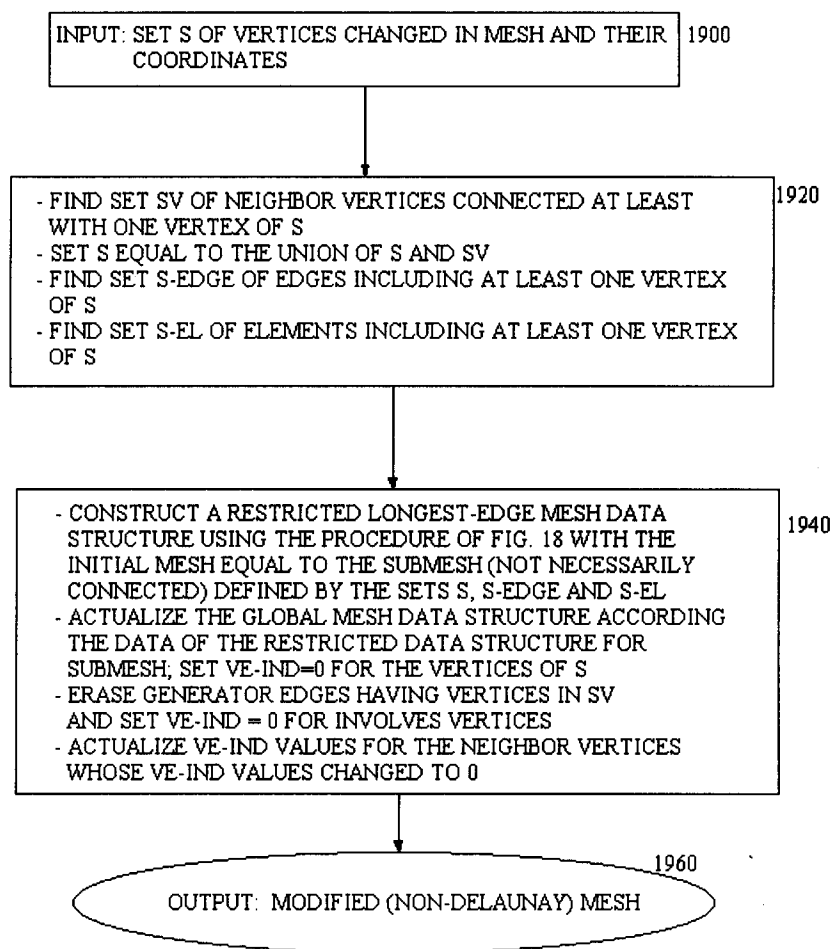 INPUT: SET S OF VERTICES CHANGED IN MESH AND THEIR
COORDINATES
1900
1920
- FIND SET SV OF NEIGHBOR VERTICES CONNECTED AT LEAST
WITH ONE VERTEX OF S
- SET S EQUAL TO THE UNION OF S AND SV
- FIND SET S-EDGE OF EDGES INCLUDING AT LEAST ONE VERTEX
OF S
- FIND SET S-EL OF ELEMENTS INCLUDING AT LEAST ONE VERTEX
OF S
1940
- CONSTRUCT A RESTRICTED LONGEST-EDGE MESH DATA
STRUCTURE USING THE PROCEDURE OF FIG. 18 WITH THE
INITIAL MESH EQUAL TO THE SUBMESH (NOT NECESSARILY
CONNECTED) DEFINED BY THE SETS S, S-EDGE AND S-EL
- ACTUALIZE THE GLOBAL MESH DATA STRUCTURE ACCORDING
THE DATA OF THE RESTRICTED DATA STRUCTURE FOR
SUBMESH; SET VE-IND=0 FOR THE VERTICES OF S
- ERASE GENERATOR EDGES HAVING VERTICES IN SV
AND SET VE-IND = 0 FOR INVOLVES VERTICES
- ACTUALIZE VE-IND VALUES FOR THE NEIGHBOR VERTICES
WHOSE VE-IND VALUES CHANGED TO 0
1960
OUTPUT: MODIFIED (NON-DELAUNAY) MESH